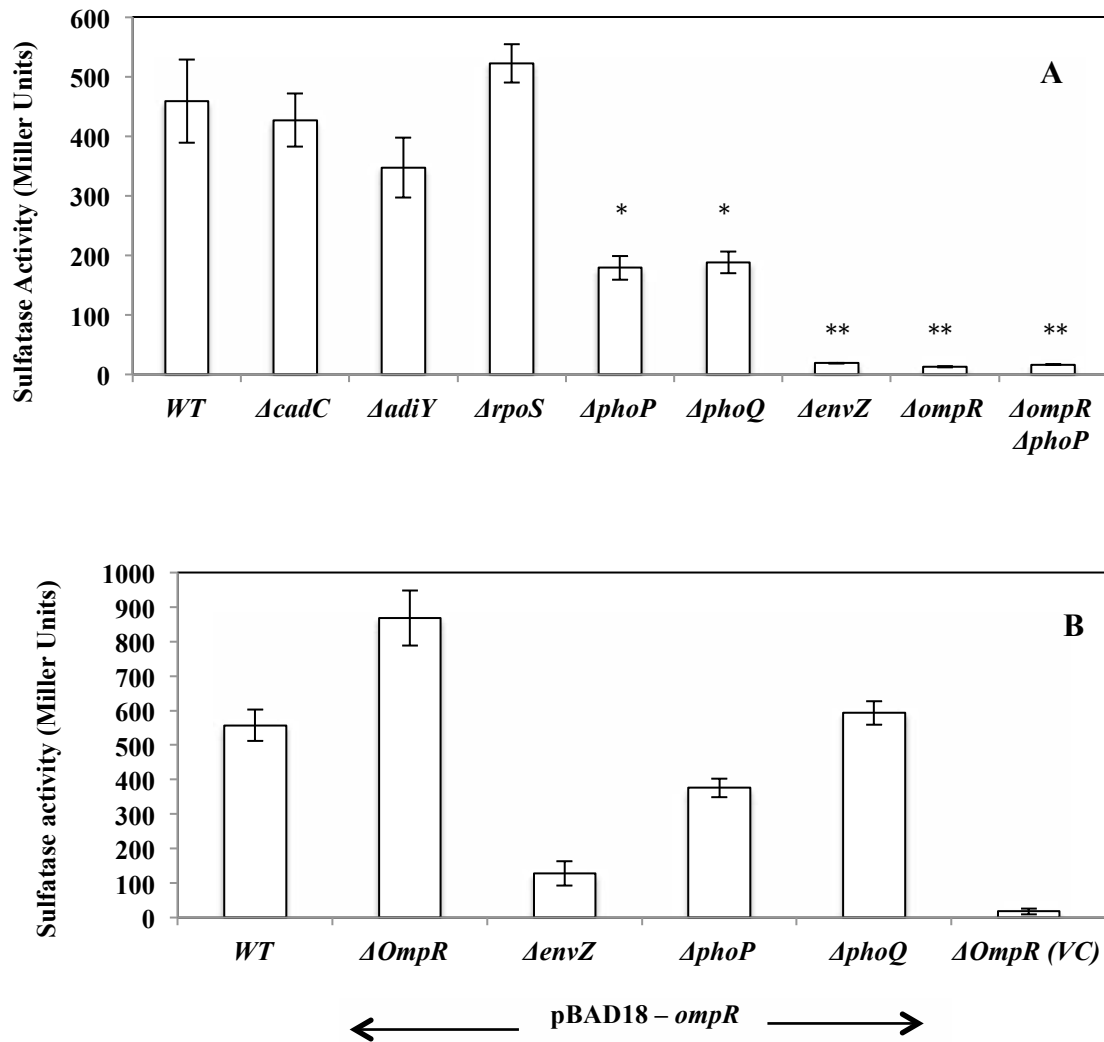 600
500
400
300
200
100
0
Sulfatase Activity (Miller Units)
A
* * ** ** **
WT ΔcadC ΔadiY ΔrpoS ΔphoP ΔphoQ ΔenvZ ΔompR ΔompR
ΔphoP
1000
900
800
700
600
500
400
300
200
100
0
Sulfatase activity (Miller Units)
B
WT ΔOmpR ΔenvZ ΔphoP ΔphoQ ΔOmpR (VC)
pBAD18 – ompR